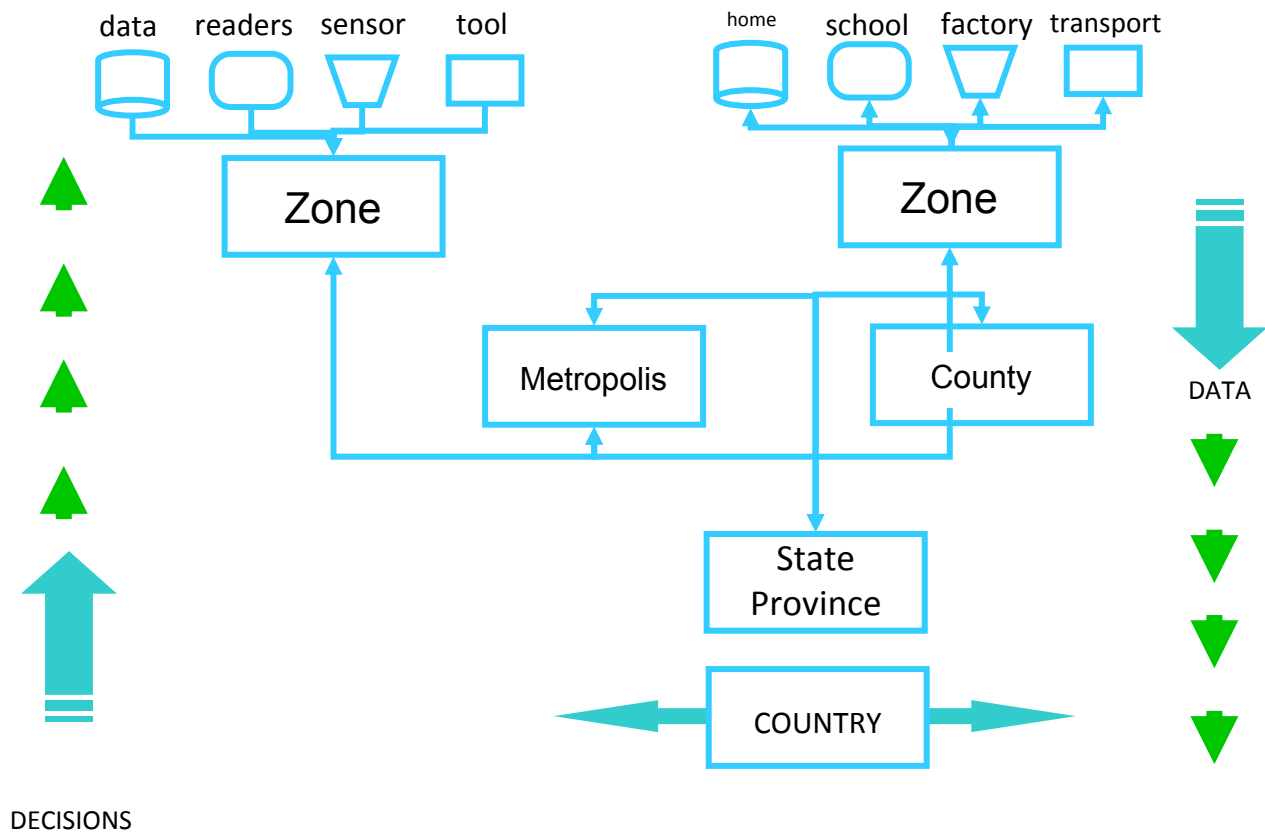 data readers sensor tool
home school factory transport
Zone
Zone
Metropolis
County
DATA
State
Province
COUNTRY
DECISIONS